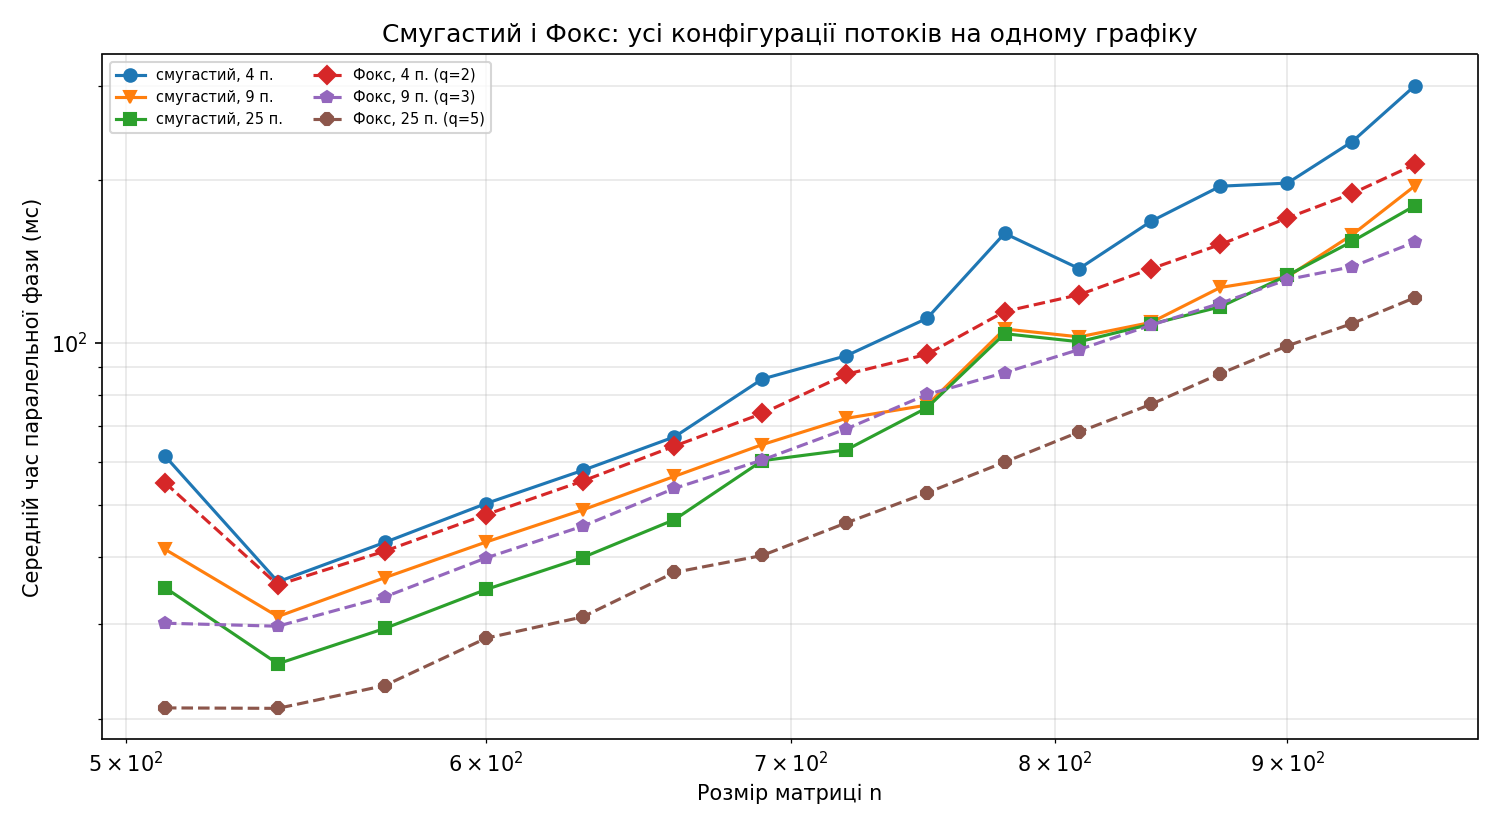 Смугастий і Фокс: усі конфігурації потоків на одному графіку
смугастий, 4 п.
смугастий, 9 п.
смугастий, 25 п.
Фокс, 4 п. (q=2)
Фокс, 9 п. (q=3)
Фокс, 25 п. (q=5)
Середній час паралельної фази (мс)
10²
5 × 10²
6 × 10²
7 × 10²
8 × 10²
9 × 10²
Розмір матриці n